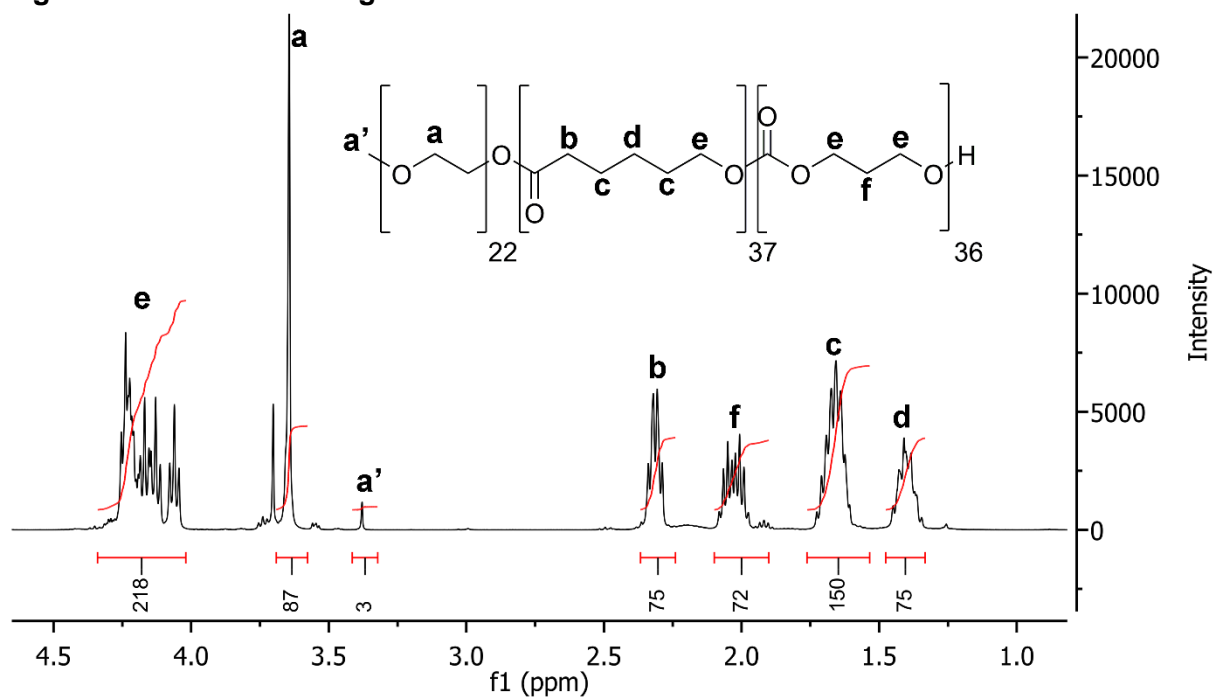 a
20000
15000
10000
5000
0
Intensity
a'
a
O
O
22
b
c
d
c
e
O
O
37
O
O
e
f
e
O
H
36
e
a'
b
f
c
d
218
87
3
75
72
150
75
4.5 4.0 3.5 3.0 2.5 2.0 1.5 1.0
f1 (ppm)